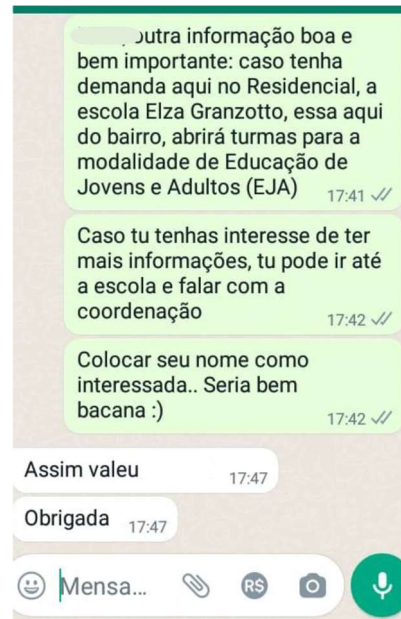 outra informação boa e
bem importante: caso tenha
demanda aqui no Residencial, a
escola Elza Granzotto, essa aqui
do bairro, abrirá turmas para a
modalidade de Educação de
Jovens e Adultos (EJA) 17:41
Caso tu tenhas interesse de ter
mais informações, tu pode ir até
a escola e falar com a
coordenação 17:42
Colocar seu nome como
interessada.. Seria bem
bacana :) 17:42
Assim valeu 17:47
Obrigada 17:47
Mensa... R$